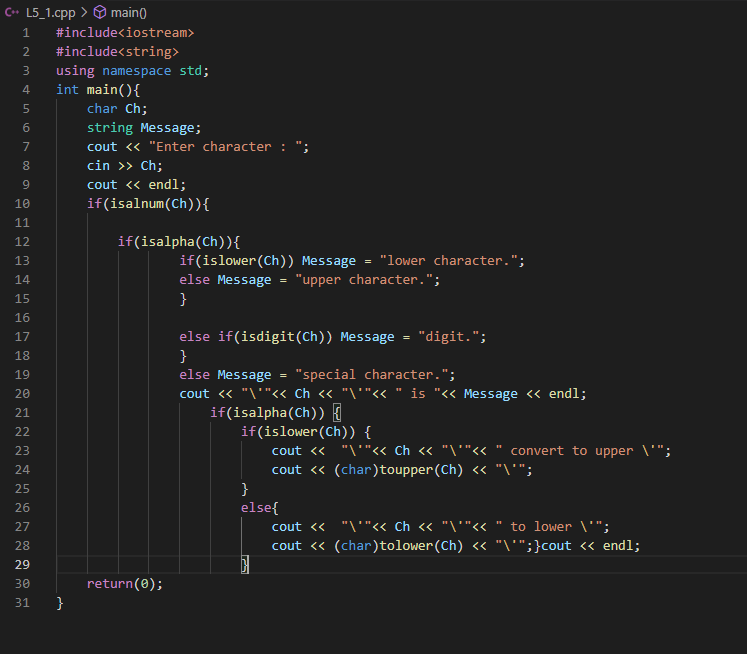 C++ L5_1.cpp > main()
1 #include<iostream>
2 #include<string>
3 using namespace std;
4 int main(){
5 char Ch;
6 string Message;
7 cout << "Enter character : ";
8 cin >> Ch;
9 cout << endl;
10 if(isalnum(Ch)){
11
12 if(isalpha(Ch)){
13 if(islower(Ch)) Message = "lower character.";
14 else Message = "upper character.";
15 }
16
17 else if(isdigit(Ch)) Message = "digit.";
18 }
19 else Message = "special character.";
20 cout << "\'"<< Ch << "\'"<< " is "<< Message << endl;
21 if(isalpha(Ch)) {
22 if(islower(Ch)) {
23 cout <<  "\'"<< Ch << "\'"<< " convert to upper \'";
24 cout << (char)toupper(Ch) << "\'";
25 }
26 else{
27 cout <<  "\'"<< Ch << "\'"<< " to lower \'";
28 cout << (char)tolower(Ch) << "\'";}cout << endl;
29 }
30 return(0);
31 }